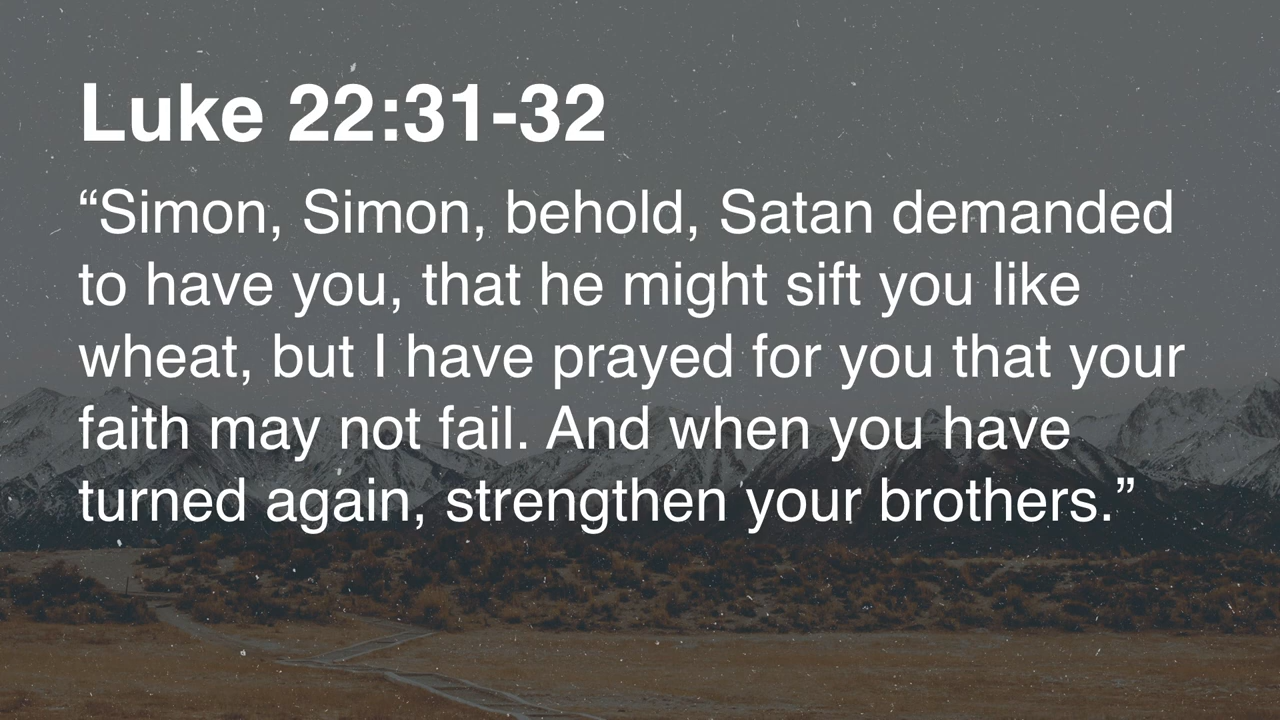 Luke 22:31-32
“Simon, Simon, behold, Satan demanded
to have you, that he might sift you like
wheat, but I have prayed for you that your
faith may not fail. And when you have
turned again, strengthen your brothers.”